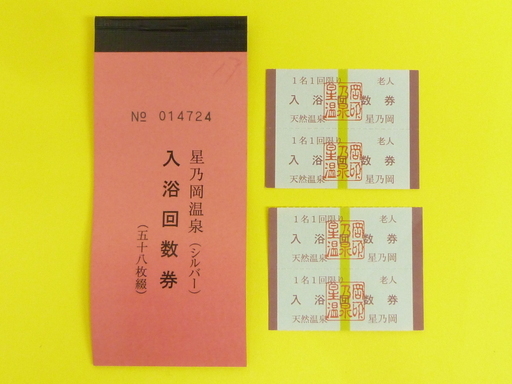 № 014724
星乃岡温泉(シルバー)
入浴回数券
(五十八枚綴)
1名1回限り 老人
入浴回数券
天然温泉 星乃岡
1名1回限り 老人
入浴回数券
天然温泉 星乃岡
1名1回限り 老人
入浴回数券
天然温泉 星乃岡
1名1回限り 老人
入浴回数券
天然温泉 星乃岡